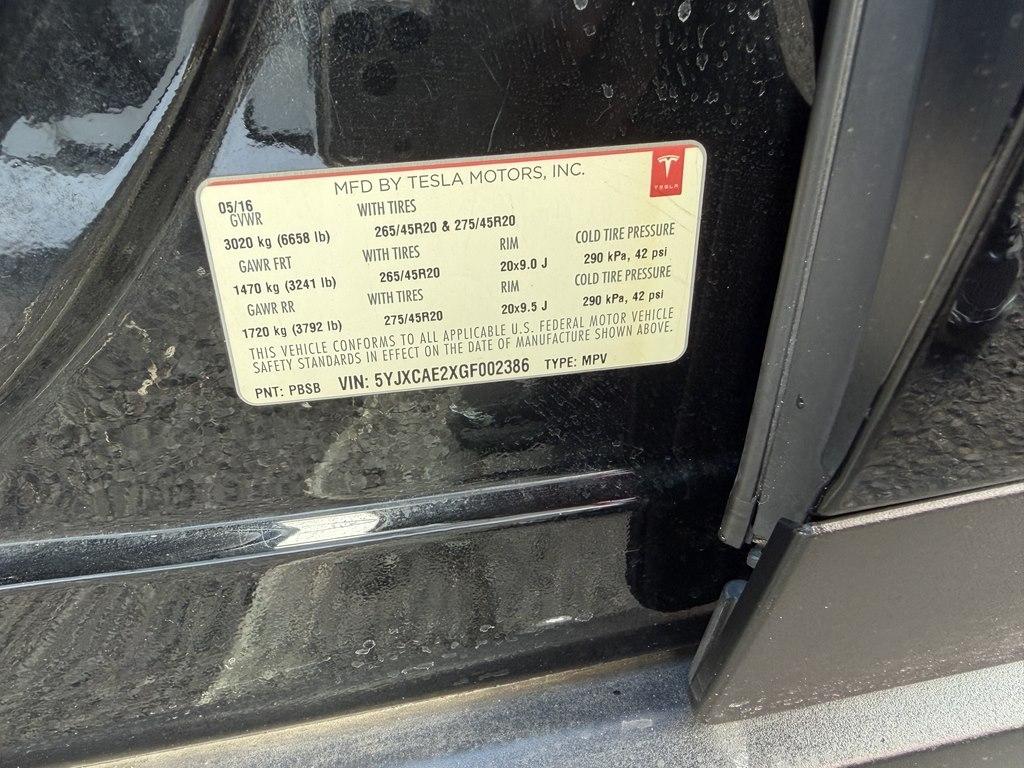 MFD BY TESLA MOTORS, INC.
TESLA
05/16
GVWR WITH TIRES
3020 kg (6658 lb) 265/45R20 & 275/45R20
GAWR FRT WITH TIRES RIM COLD TIRE PRESSURE
1470 kg (3241 lb) 265/45R20 20x9.0 J 290 kPa, 42 psi
GAWR RR WITH TIRES RIM COLD TIRE PRESSURE
1720 kg (3792 lb) 275/45R20 20x9.5 J 290 kPa, 42 psi
THIS VEHICLE CONFORMS TO ALL APPLICABLE U.S. FEDERAL MOTOR VEHICLE
SAFETY STANDARDS IN EFFECT ON THE DATE OF MANUFACTURE SHOWN ABOVE.
PNT: PBSB VIN: 5YJXCAE2XGF002386 TYPE: MPV